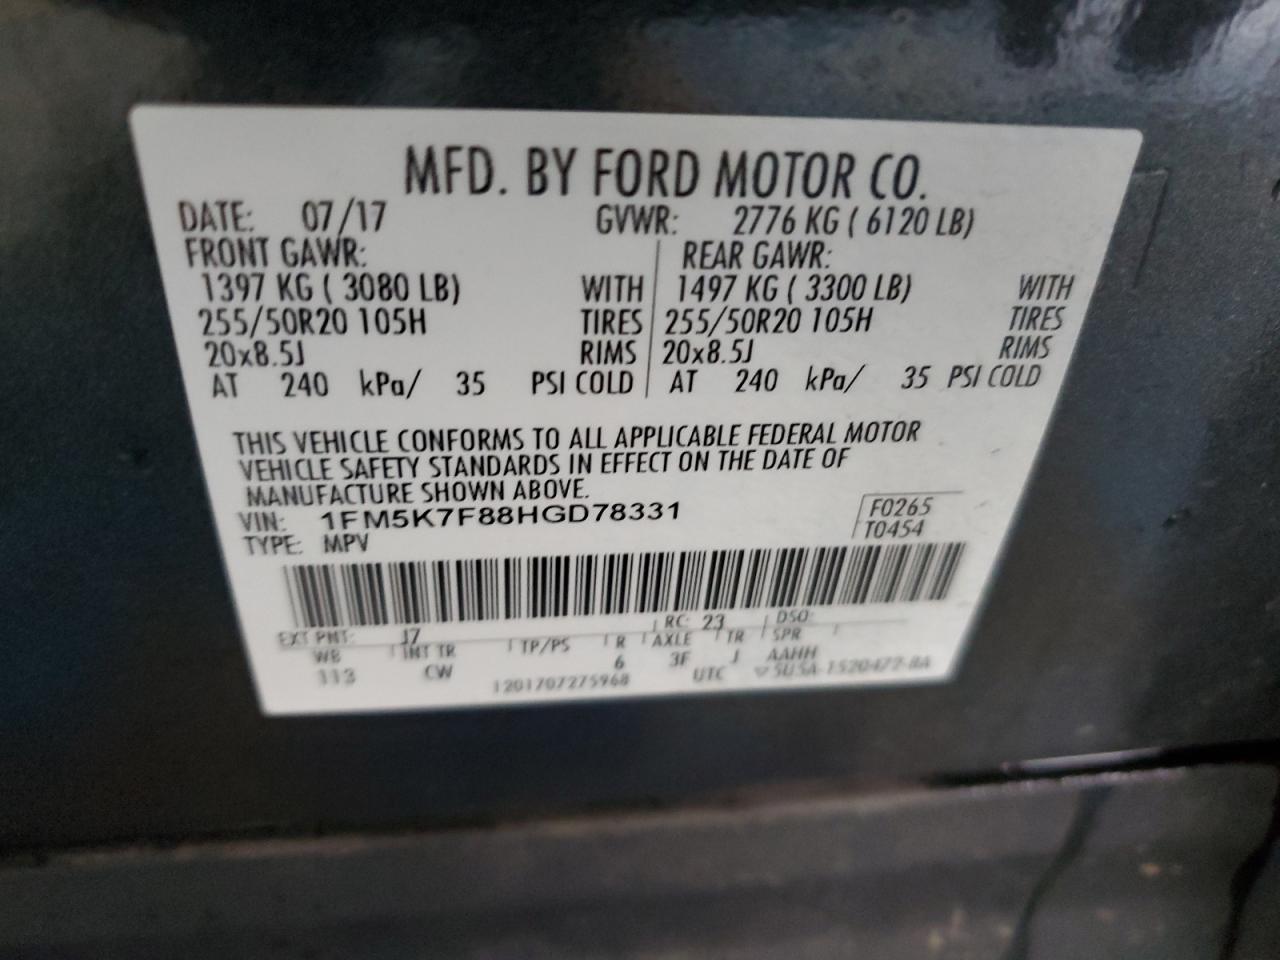 MFD. BY FORD MOTOR CO.
DATE: 07/17 GVWR: 2776 KG ( 6120 LB)
FRONT GAWR: REAR GAWR:
1397 KG ( 3080 LB) WITH 1497 KG ( 3300 LB) WITH
255/50R20 105H TIRES 255/50R20 105H TIRES
20x8.5J RIMS 20x8.5J RIMS
AT 240 kPa/ 35 PSI COLD AT 240 kPa/ 35 PSI COLD
THIS VEHICLE CONFORMS TO ALL APPLICABLE FEDERAL MOTOR
VEHICLE SAFETY STANDARDS IN EFFECT ON THE DATE OF
MANUFACTURE SHOWN ABOVE.
VIN: 1FM5K7F88HGD78331 F0265
TYPE: MPV T0454
EXT PNT: J7 RC: 23 DSO:
WB INT TR TP/PS R AXLE TR SPR
113 CW 6 3F J AAHH
1201707275968 UTC 5U5A-1520472-BA